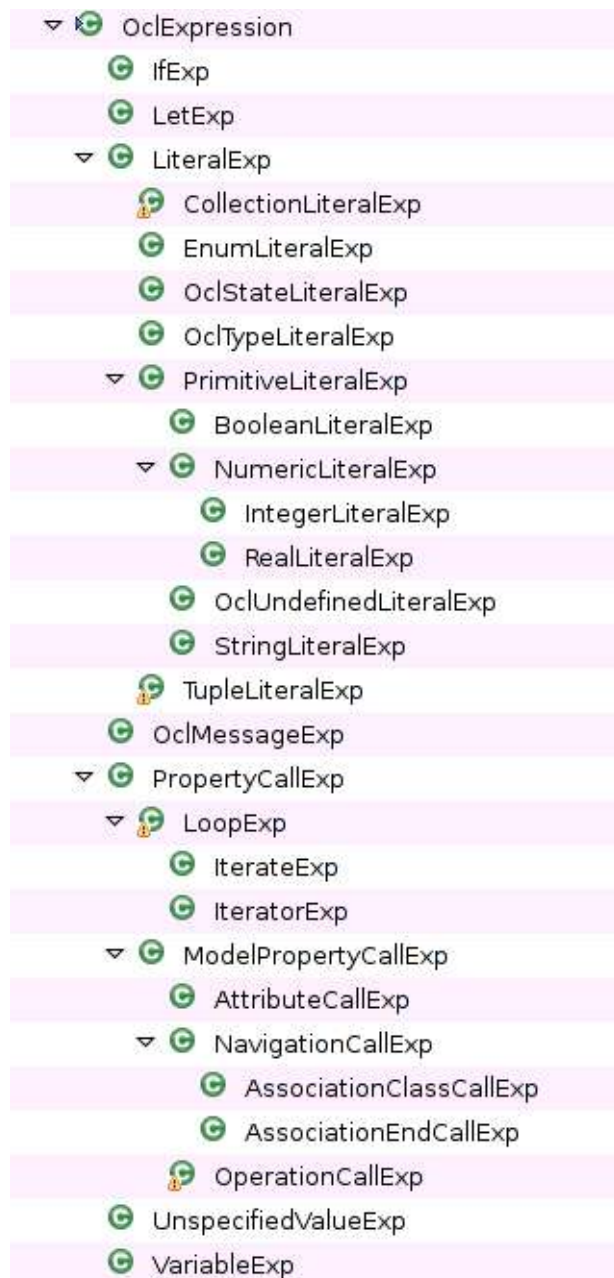 OclExpression
IfExp
LetExp
LiteralExp
CollectionLiteralExp
EnumLiteralExp
OclStateLiteralExp
OclTypeLiteralExp
PrimitiveLiteralExp
BooleanLiteralExp
NumericLiteralExp
IntegerLiteralExp
RealLiteralExp
OclUndefinedLiteralExp
StringLiteralExp
TupleLiteralExp
OclMessageExp
PropertyCallExp
LoopExp
IterateExp
IteratorExp
ModelPropertyCallExp
AttributeCallExp
NavigationCallExp
AssociationClassCallExp
AssociationEndCallExp
OperationCallExp
UnspecifiedValueExp
VariableExp